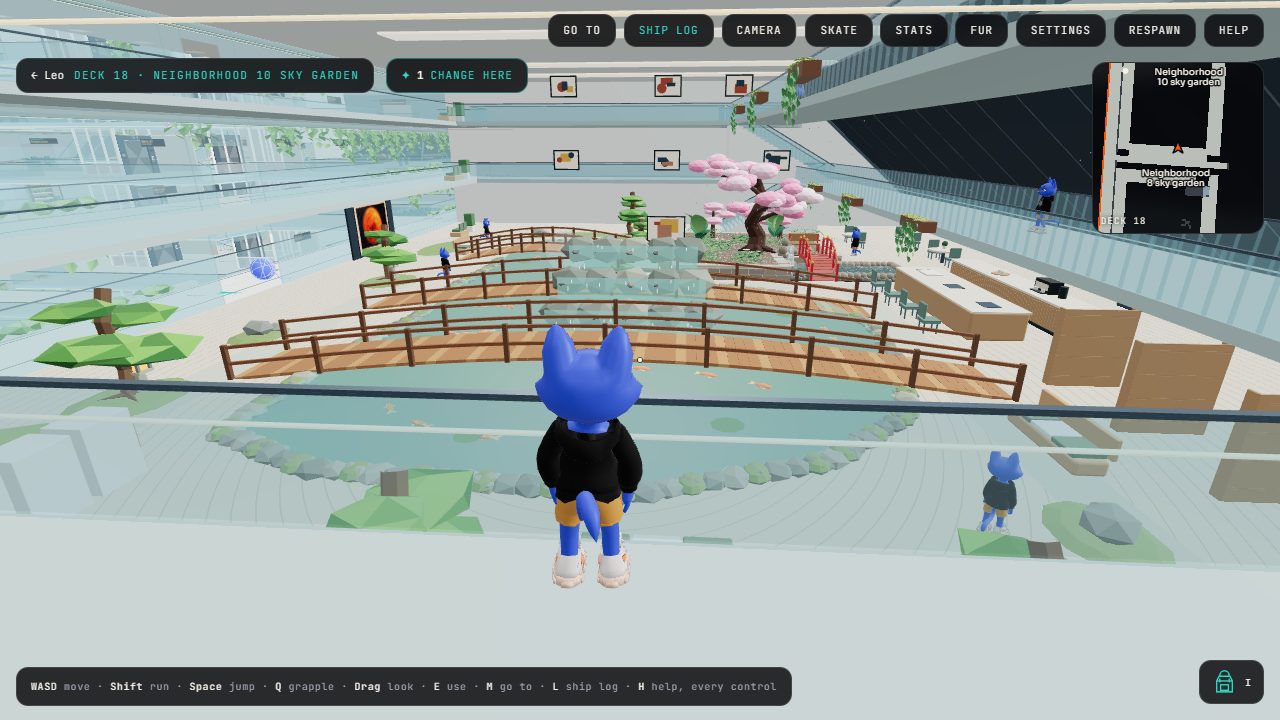 GO TO
SHIP LOG
CAMERA
SKATE
STATS
FUR
SETTINGS
RESPAWN
HELP
← Leo DECK 18 · NEIGHBORHOOD 10 SKY GARDEN
✦ 1 CHANGE HERE
Neighborhood
10 sky garden
Neighborhood
8 sky garden
DECK 18
WASD move · Shift run · Space jump · Q grapple · Drag look · E use · M go to · L ship log · H help, every control
I